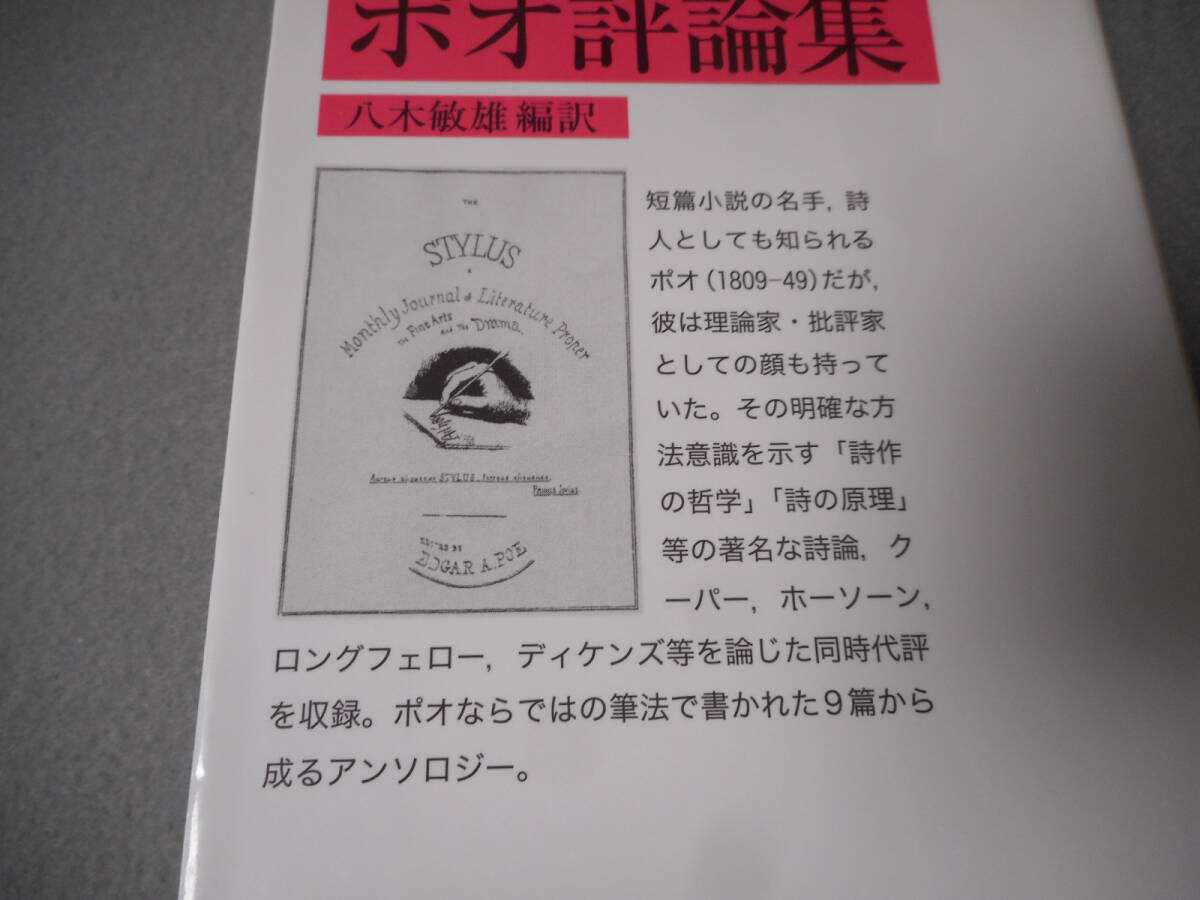 ポオ評論集
八木敏雄編訳
THE
STYLUS
A
Monthly Journal of Literature Proper
The Fine Arts
And The Drama.
EDITED BY
EDGAR A. POE
短篇小説の名手, 詩
人としても知られる
ポオ(1809-49)だが,
彼は理論家・批評家
としての顔も持って
いた。その明確な方
法意識を示す「詩作
の哲学」「詩の原理」
等の著名な詩論, ク
ーパー, ホーソーン,
ロングフェロー, ディケンズ等を論じた同時代評
を収録。ポオならではの筆法で書かれた9篇から
成るアンソロジー。